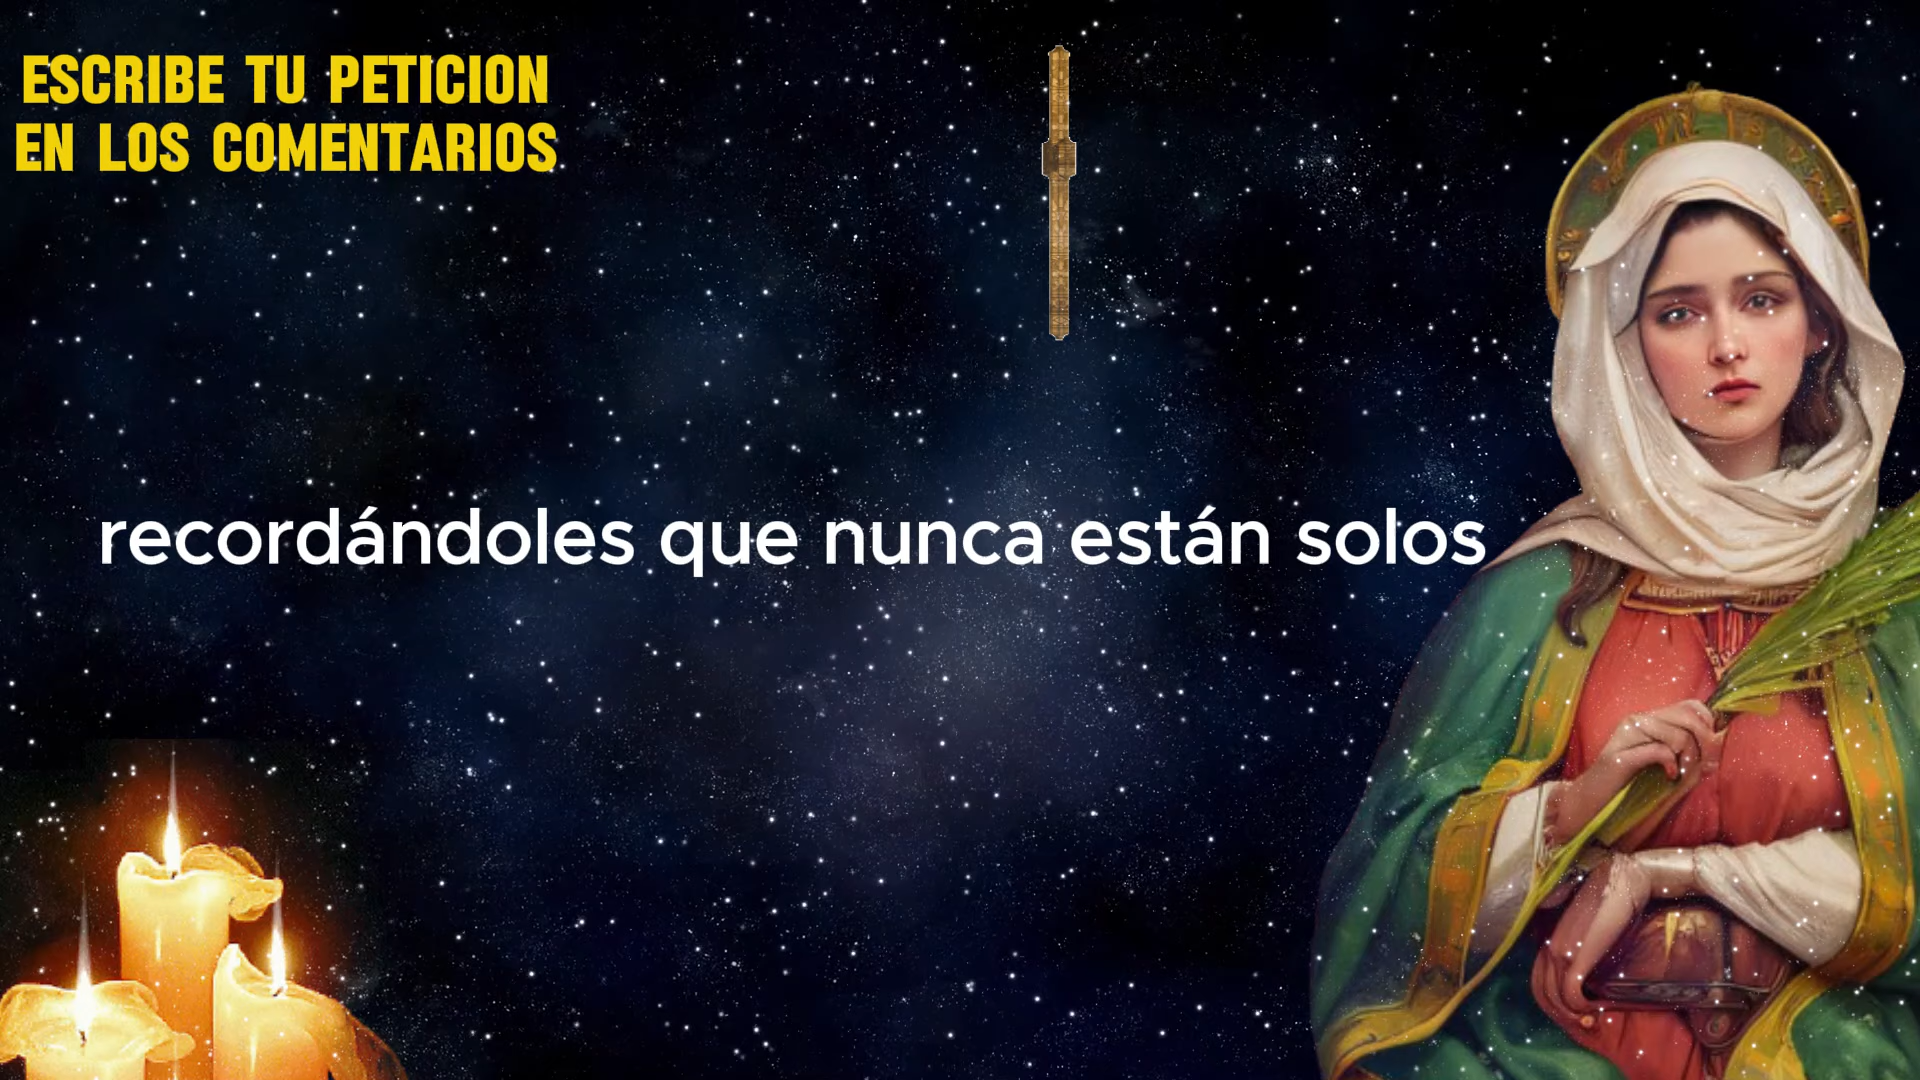 ESCRIBE TU PETICION
EN LOS COMENTARIOS
recordándoles que nunca están solos